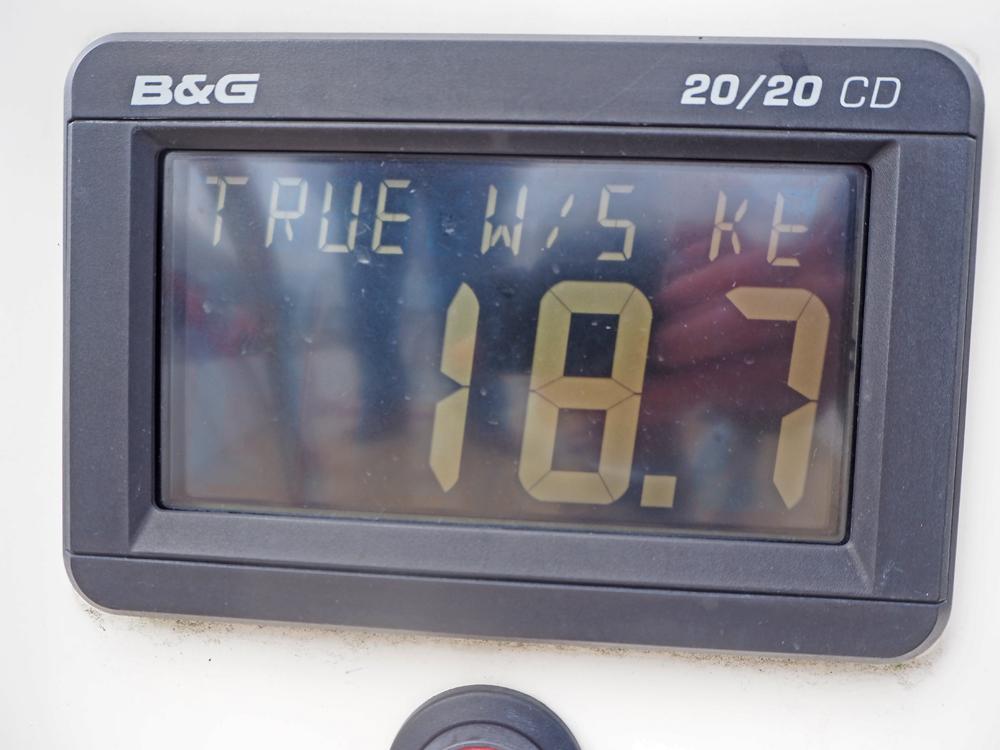 B&G 20/20 CD
TRUE W/S Kt
18.7